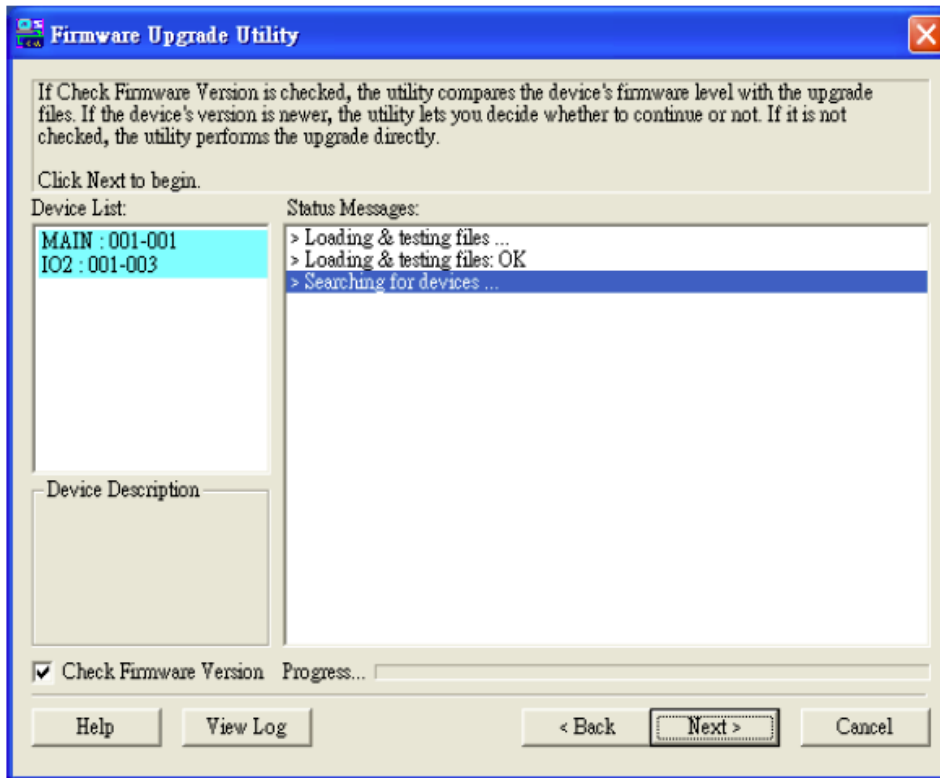 Firmware Upgrade Utility
If Check Firmware Version is checked, the utility compares the device's firmware level with the upgrade
files. If the device's version is newer, the utility lets you decide whether to continue or not. If it is not
checked, the utility performs the upgrade directly.
Click Next to begin.
Device List:
MAIN : 001-001
IO2 : 001-003
Status Messages:
> Loading & testing files ...
> Loading & testing files: OK
> Searching for devices ...
Device Description
Check Firmware Version
Progress...
Help
View Log
< Back
Next >
Cancel